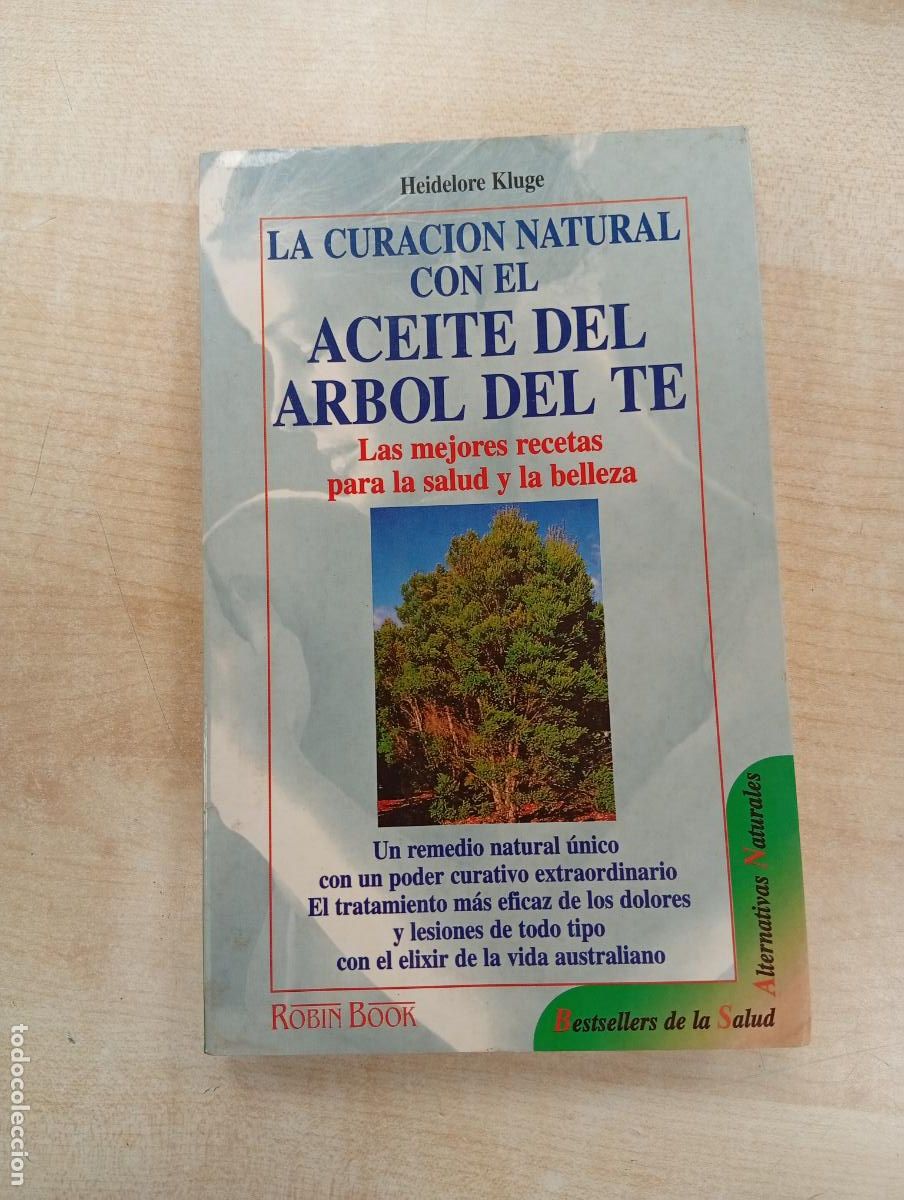 Heidelore Kluge
LA CURACION NATURAL
CON EL
ACEITE DEL
ARBOL DEL TE
Las mejores recetas
para la salud y la belleza
Un remedio natural único
con un poder curativo extraordinario
El tratamiento más eficaz de los dolores
y lesiones de todo tipo
con el elixir de la vida australiano
ROBIN BOOK
Bestsellers de la Salud
Alternativas Naturales
todocoleccion